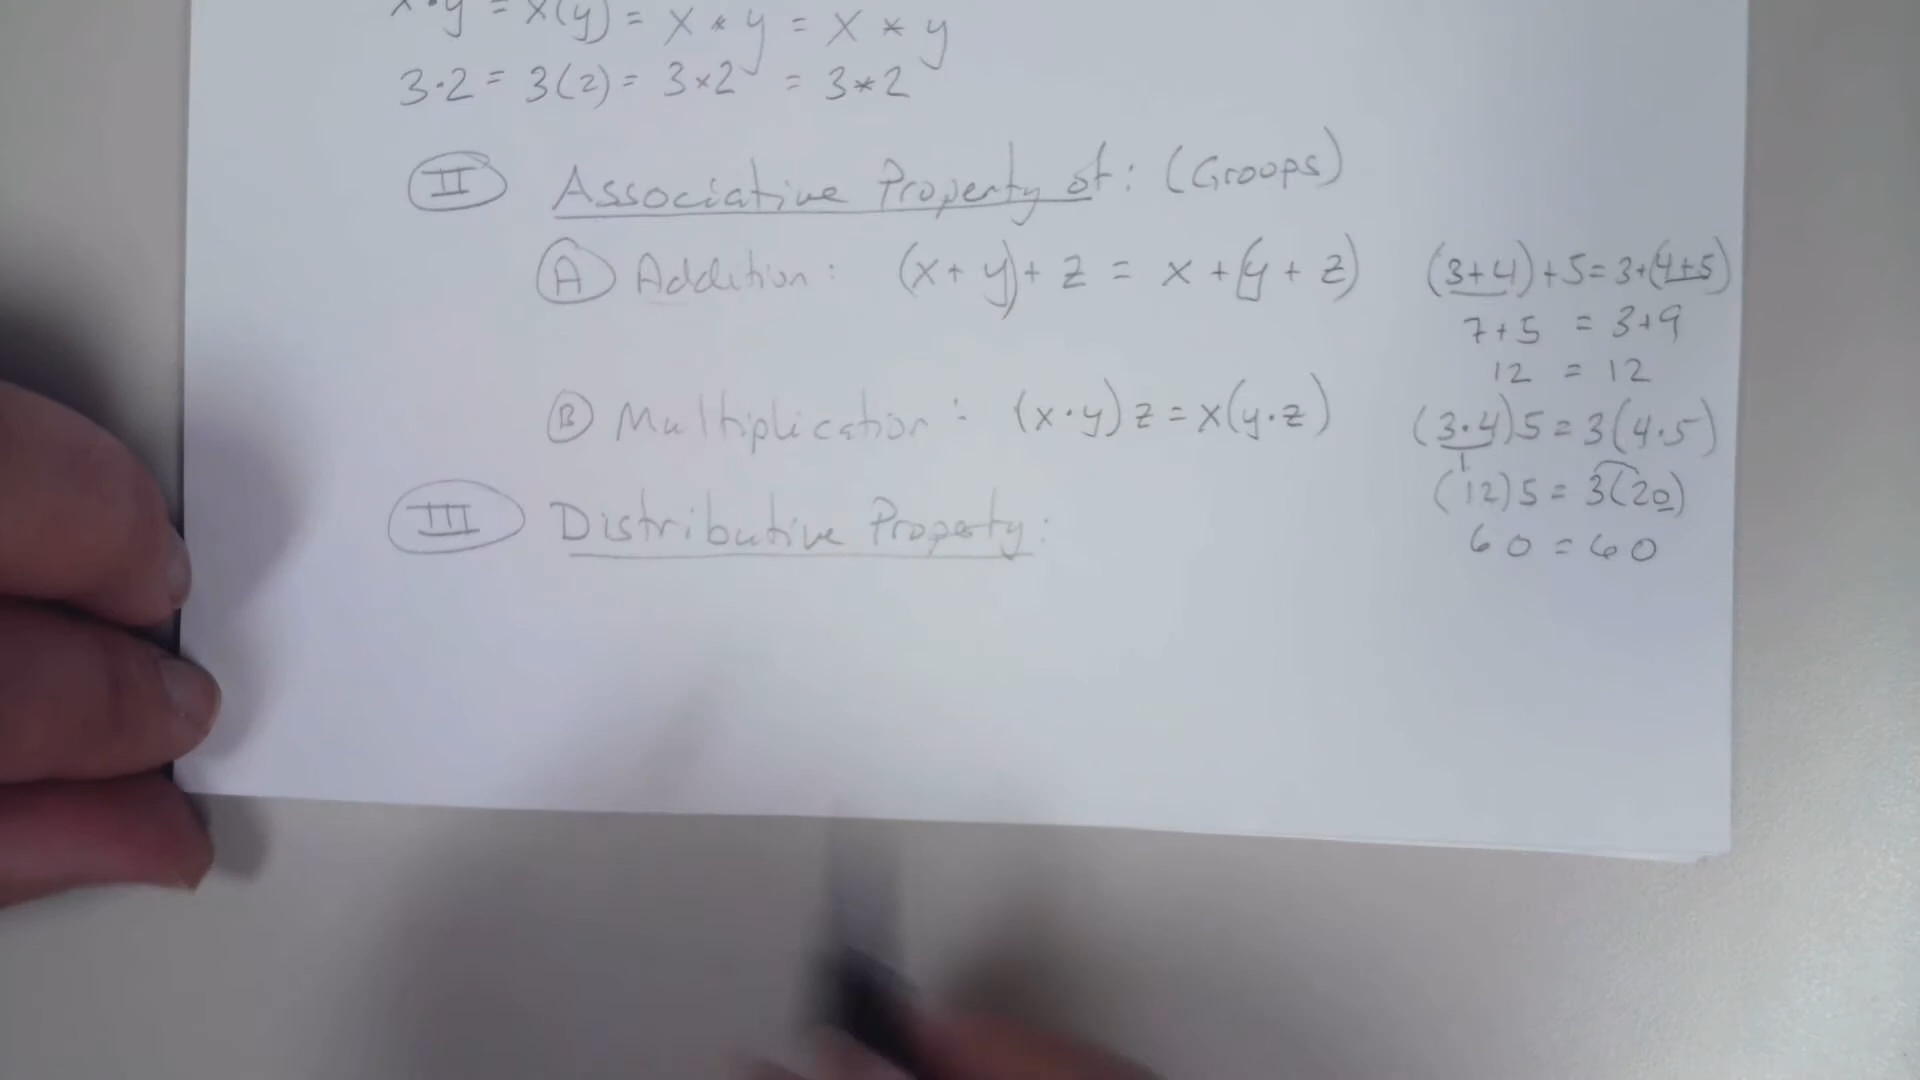 x · y = x(y) = x * y = x * y
3·2 = 3(2) = 3×2 = 3*2
II Associative Property of: (Groops)
A Addition: (x + y) + z = x + (y + z)
(3+4)+5=3+(4+5)
7+5 = 3+9
12 = 12
B Multiplication: (x·y)z = x(y·z)
(3·4)5=3(4·5)
(12)5=3(20)
60=60
III Distributive Property: